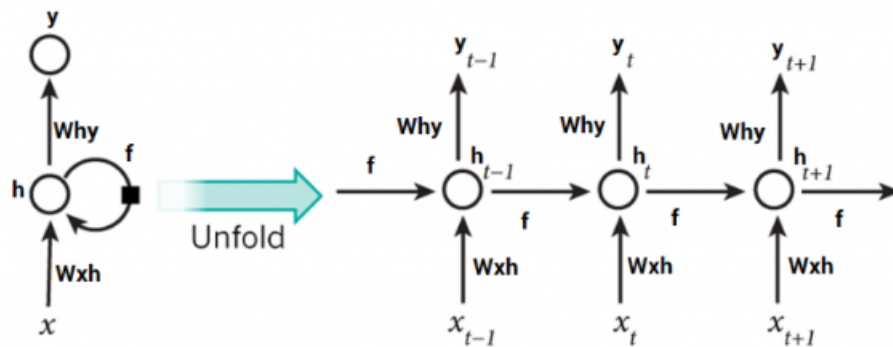 y
Why
f
h
Wxh
x
Unfold
y t-1
y t
y t+1
Why
Why
Why
f
h t-1
h t
h t+1
f
f
f
Wxh
Wxh
Wxh
x t-1
x t
x t+1